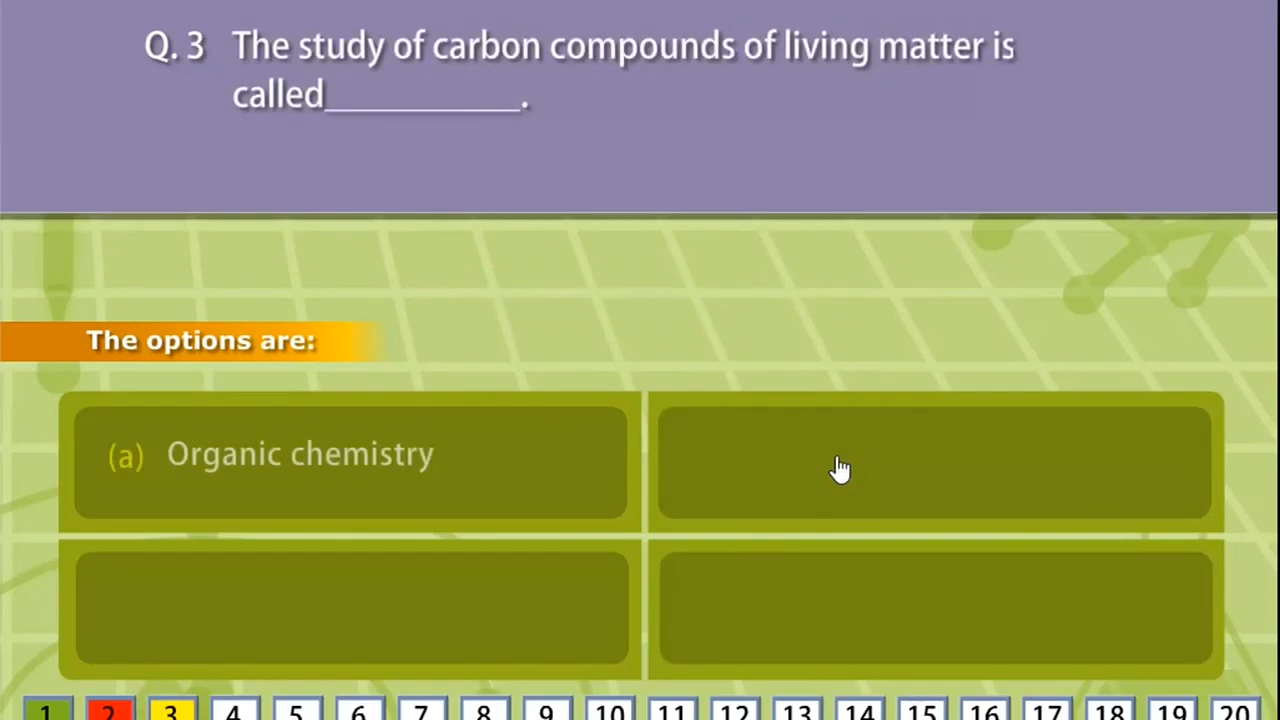 Q. 3 The study of carbon compounds of living matter is
called__________.
The options are:
(a) Organic chemistry
1 2 3 4 5 6 7 8 9 10 11 12 13 14 15 16 17 18 19 20